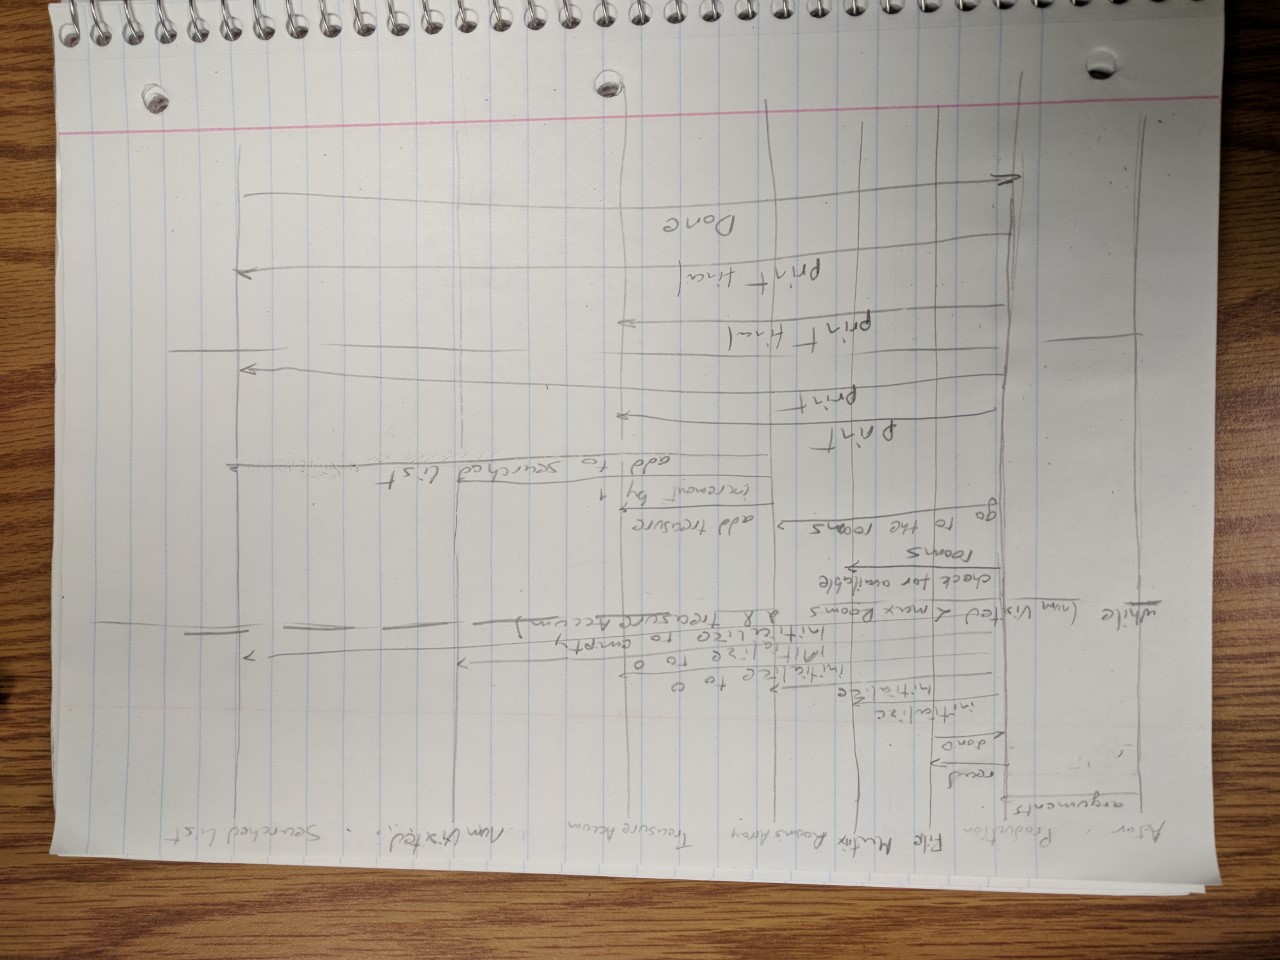 Actor Production File Matrix Rooms Array Treasure Accum num Visited Searched List
arguments
read
done
initialize
initialize
initialize to 0
initialize to 0
initialize to empty
while (num Visited < max Rooms && treasure Accum)
check for available
rooms
go to the rooms
add treasure
increment by 1
add to searched list
print
print
print final
print final
Done